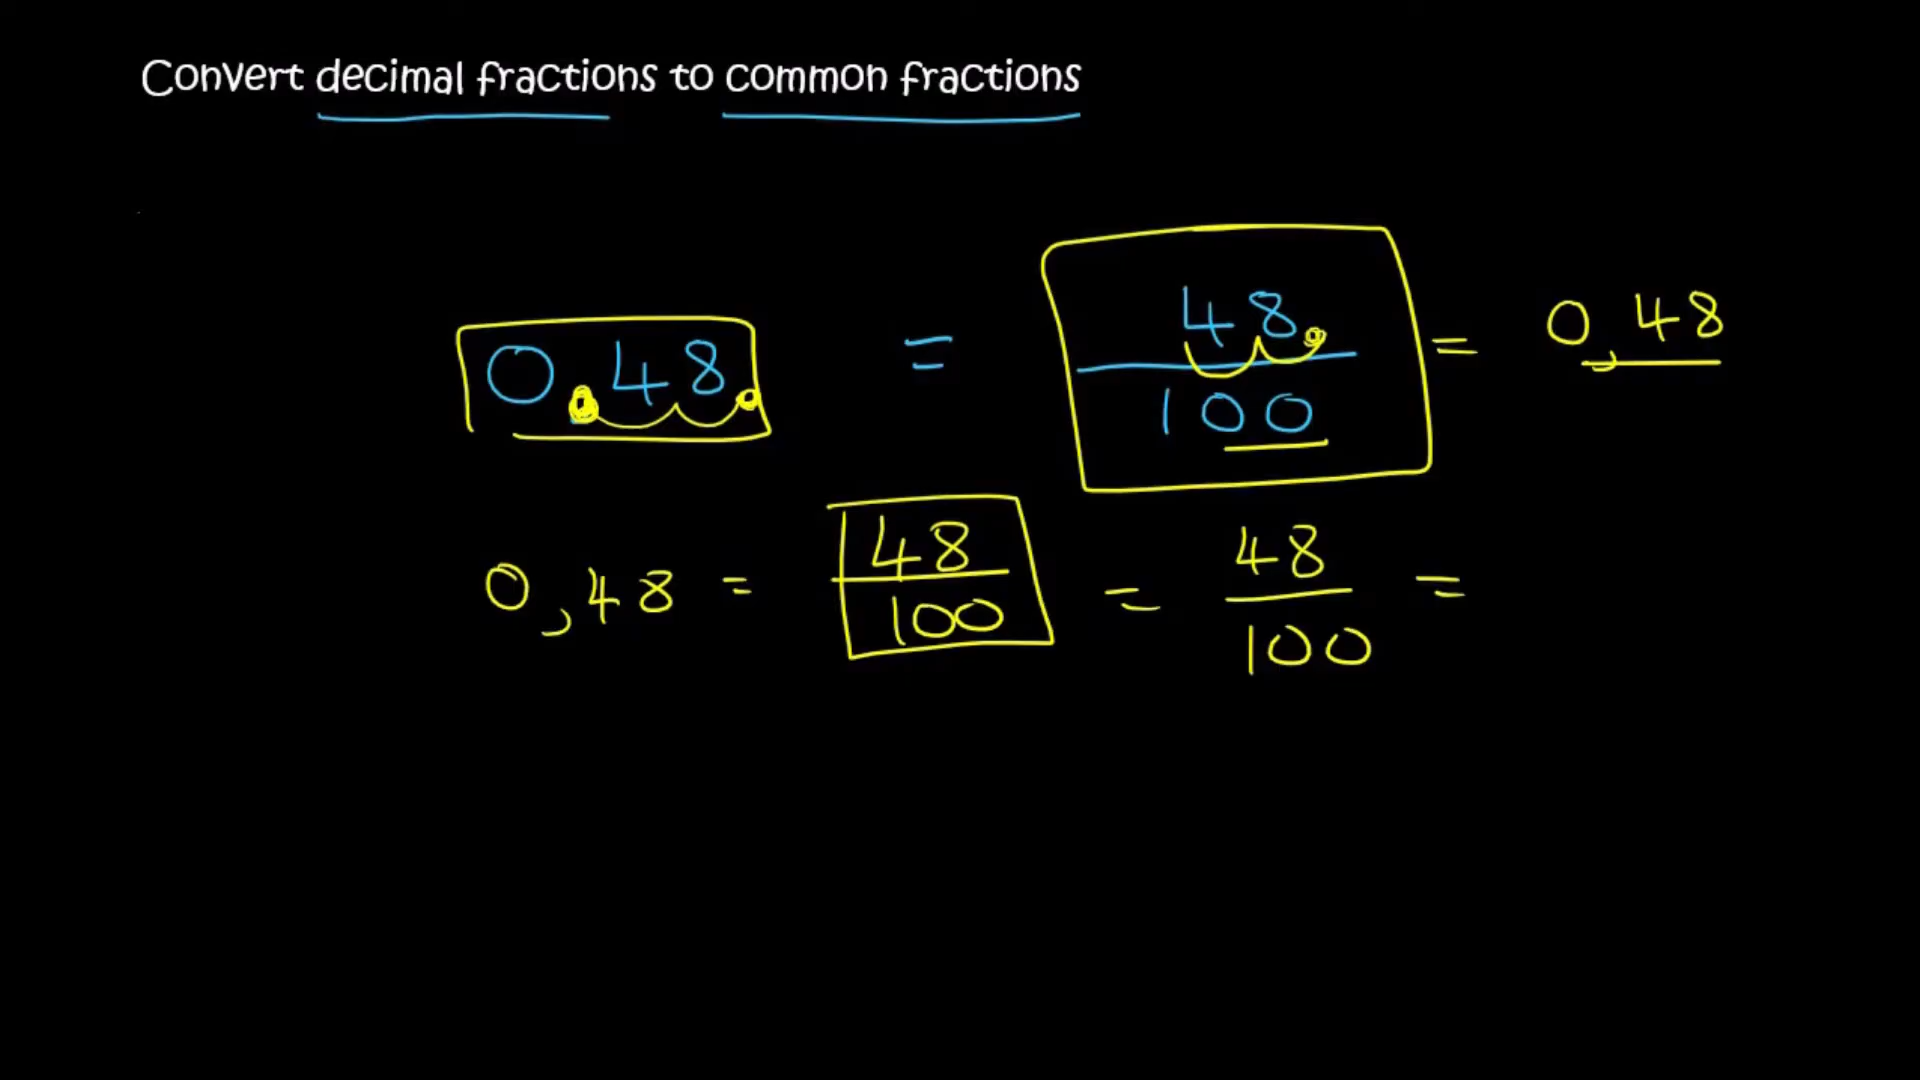 Convert decimal fractions to common fractions
0,48. = 48./100 = 0,48
0,48 = 48/100 = 48/100 =